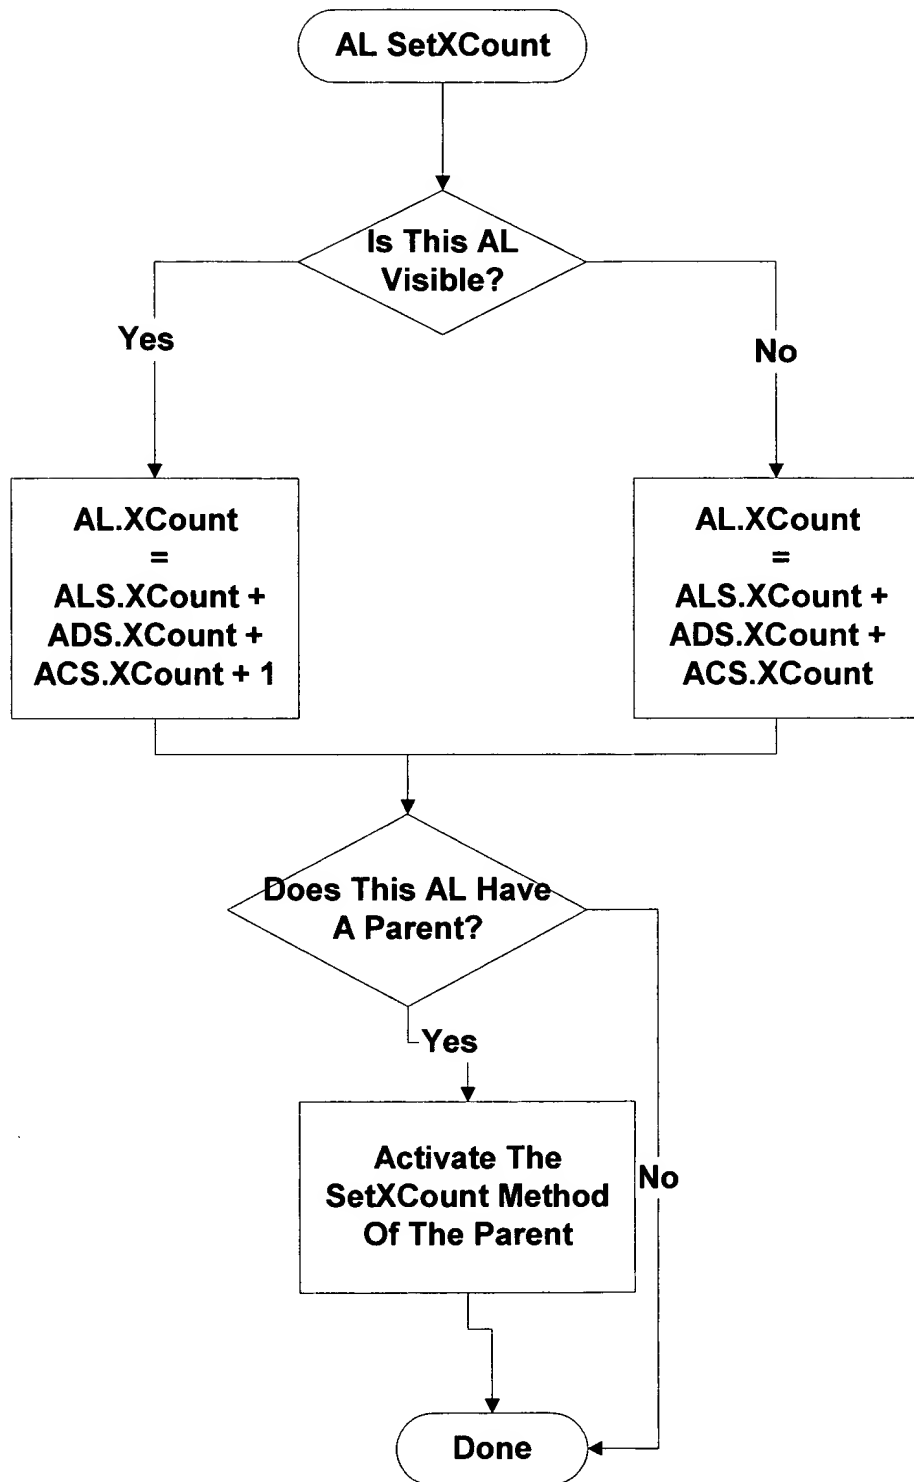 AL SetXCount
Is This AL
Visible?
Yes
No
AL.XCount
=
ALS.XCount +
ADS.XCount +
ACS.XCount + 1
AL.XCount
=
ALS.XCount +
ADS.XCount +
ACS.XCount
Does This AL Have
A Parent?
Yes
Activate The
SetXCount Method
Of The Parent
No
Done